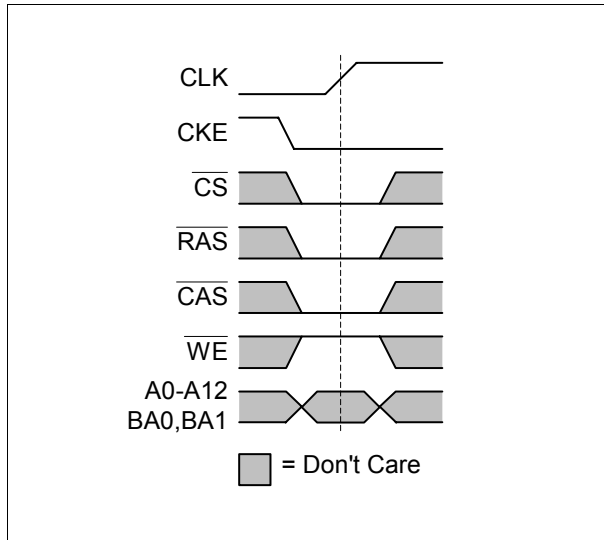 CLK
CKE
CS
RAS
CAS
WE
A0-A12
BA0,BA1
= Don't Care